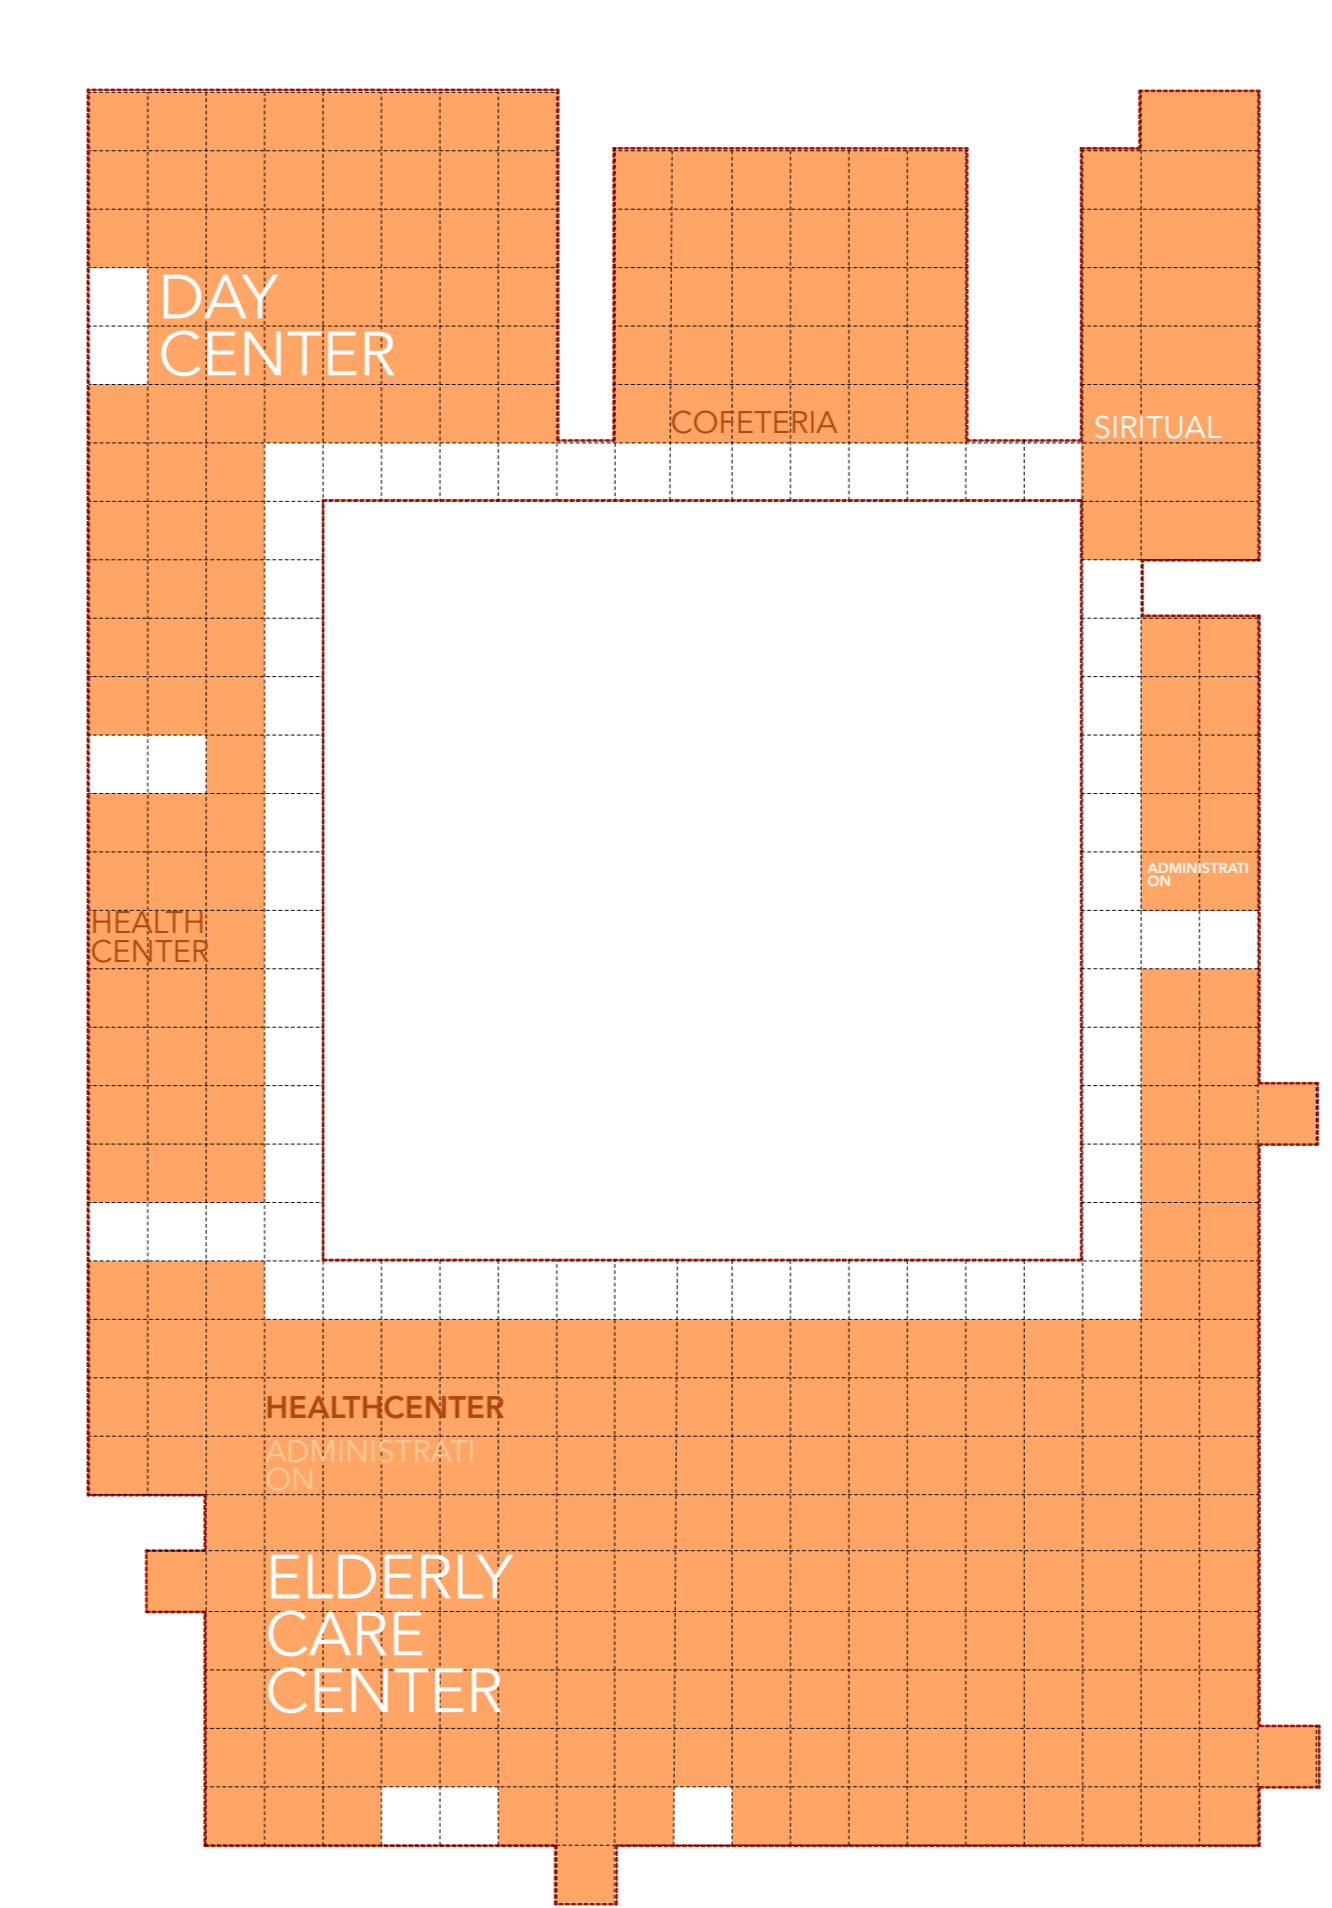 DAY
CENTER
COFETERIA
SIRITUAL
ADMINISTRATI
ON
HEALTH
CENTER
HEALTHCENTER
ADMINISTRATI
ON
ELDERLY
CARE
CENTER